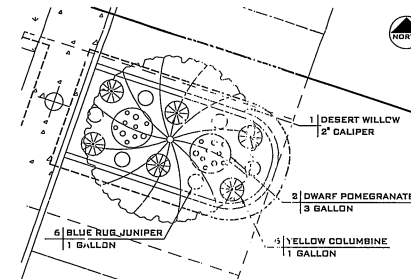 NORT
1 DESERT WILLOW
2" CALIPER
2 DWARF POMEGRANATE
3 GALLON
6 BLUE RUG JUNIPER
1 GALLON
5 YELLOW COLUMBINE
1 GALLON